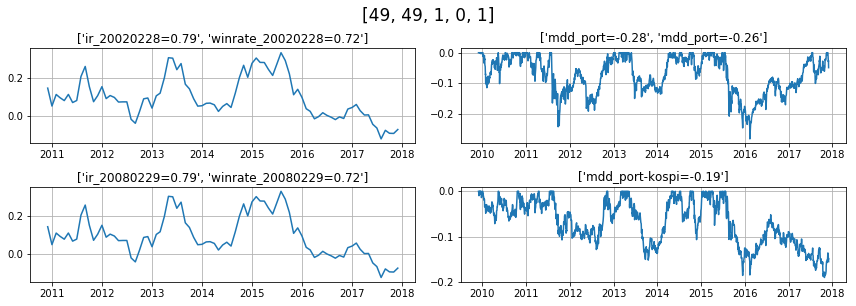 [49, 49, 1, 0, 1]
['ir_20020228=0.79', 'winrate_20020228=0.72']
0.2
0.0
2011 2012 2013 2014 2015 2016 2017 2018
['mdd_port=-0.28', 'mdd_port=-0.26']
0.0
−0.1
−0.2
2010 2011 2012 2013 2014 2015 2016 2017 2018
['ir_20080229=0.79', 'winrate_20080229=0.72']
0.2
0.0
2011 2012 2013 2014 2015 2016 2017 2018
['mdd_port-kospi=-0.19']
0.0
−0.1
−0.2
2010 2011 2012 2013 2014 2015 2016 2017 2018